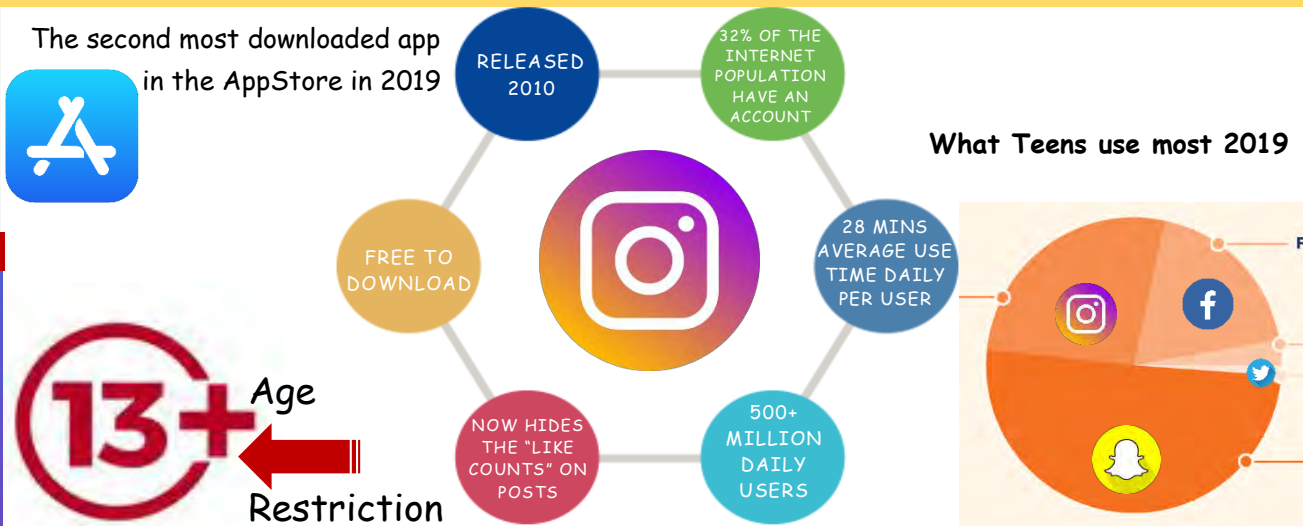 The second most downloaded app
in the AppStore in 2019
RELEASED
2010
32% OF THE
INTERNET
POPULATION
HAVE AN
ACCOUNT
What Teens use most 2019
FREE TO
DOWNLOAD
28 MINS
AVERAGE USE
TIME DAILY
PER USER
F
13+
Age
Restriction
NOW HIDES
THE “LIKE
COUNTS” ON
POSTS
500+
MILLION
DAILY
USERS
f